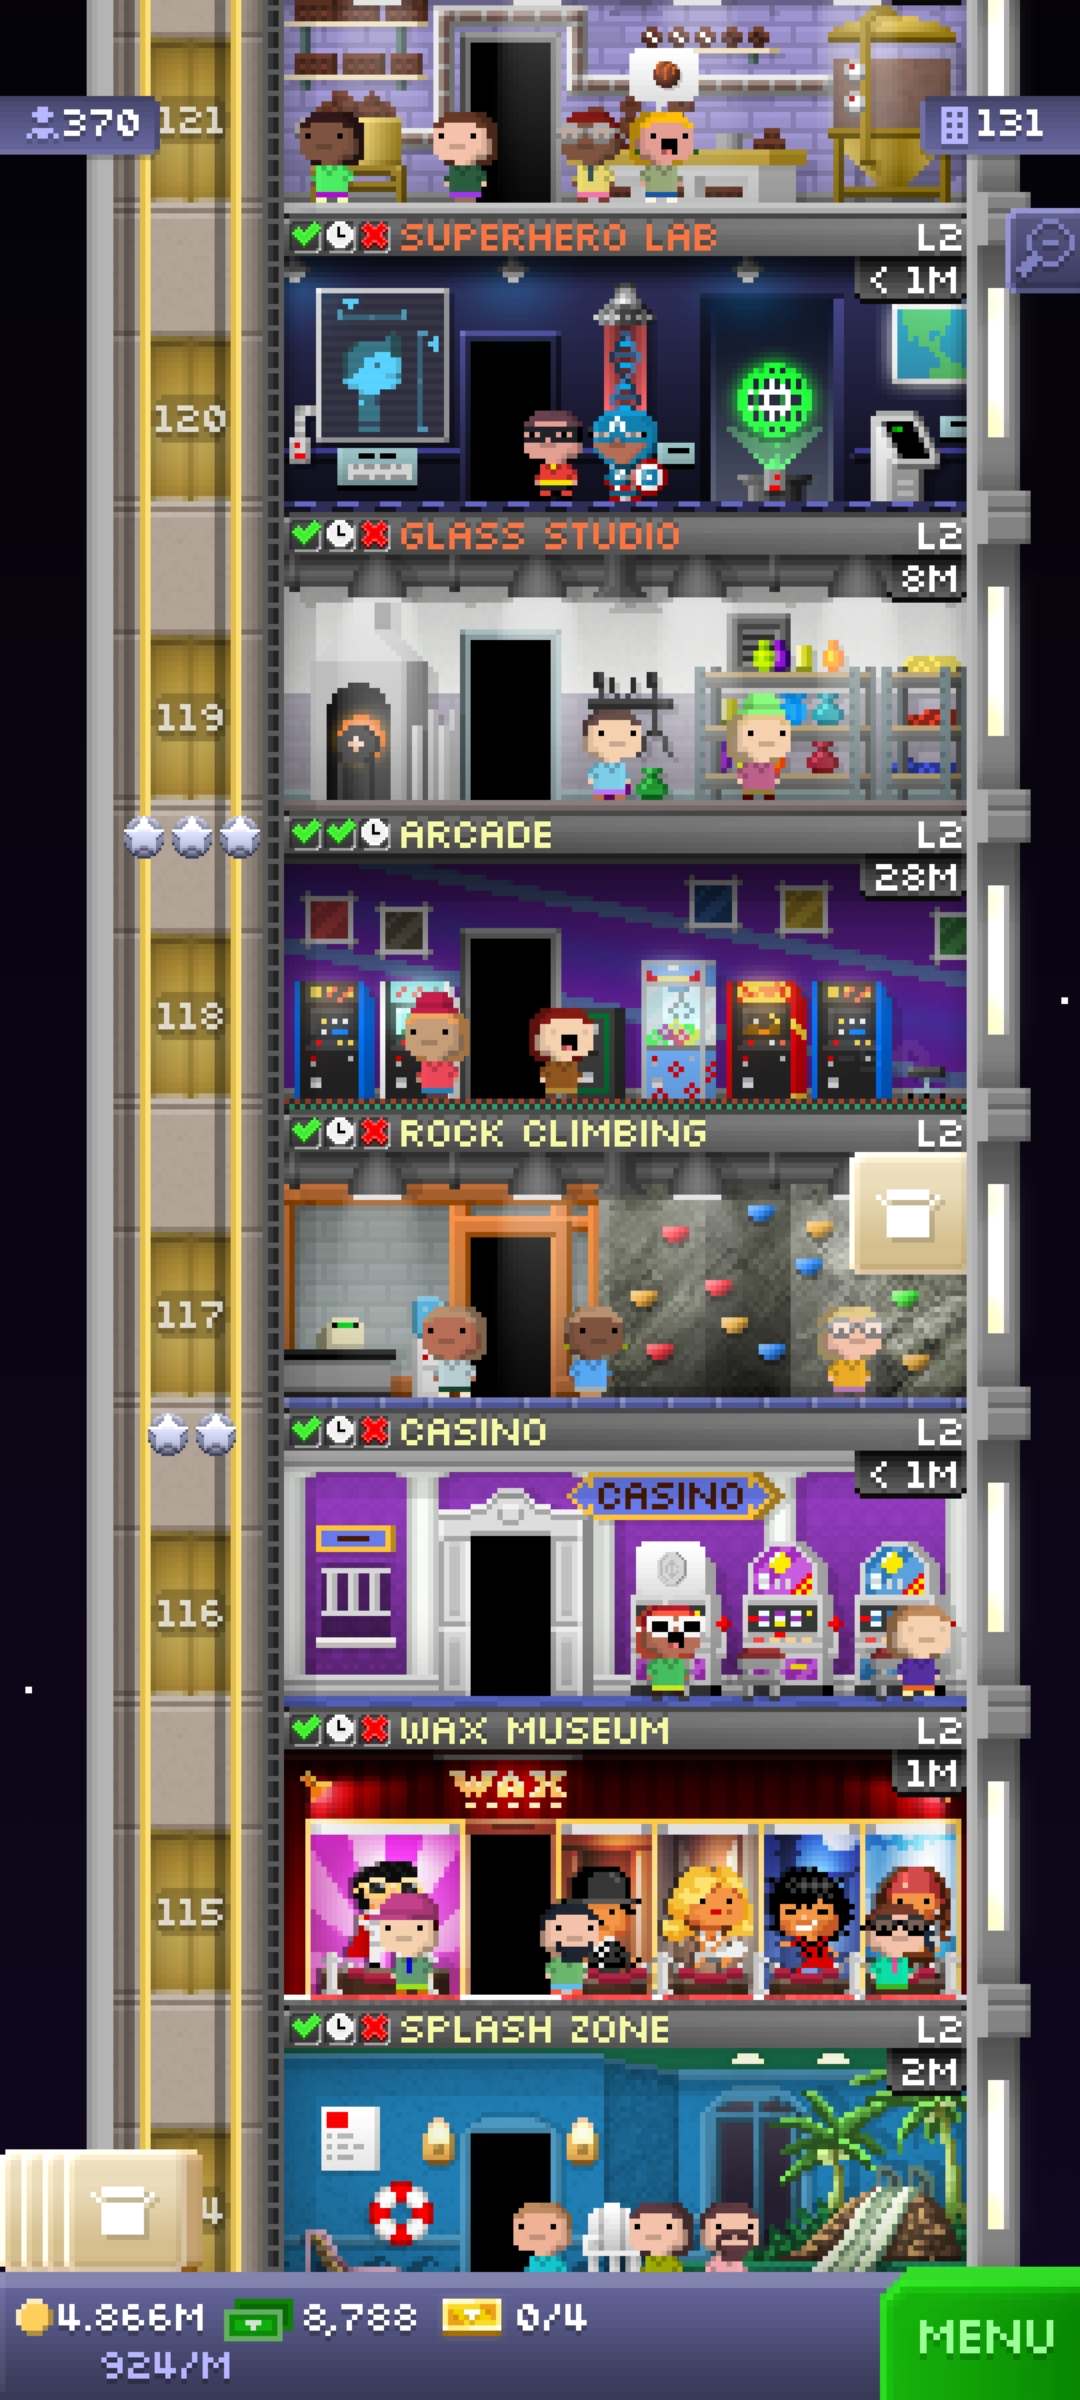 370
121
131
SUPERHERO LAB L2
< 1M
120
GLASS STUDIO L2
8M
119
ARCADE L2
28M
118
ROCK CLIMBING L2
117
CASINO L2
< 1M
CASINO
116
WAX MUSEUM L2
1M
WAX
115
SPLASH ZONE L2
2M
4
4.866M 8,788 0/4
924/M
MENU